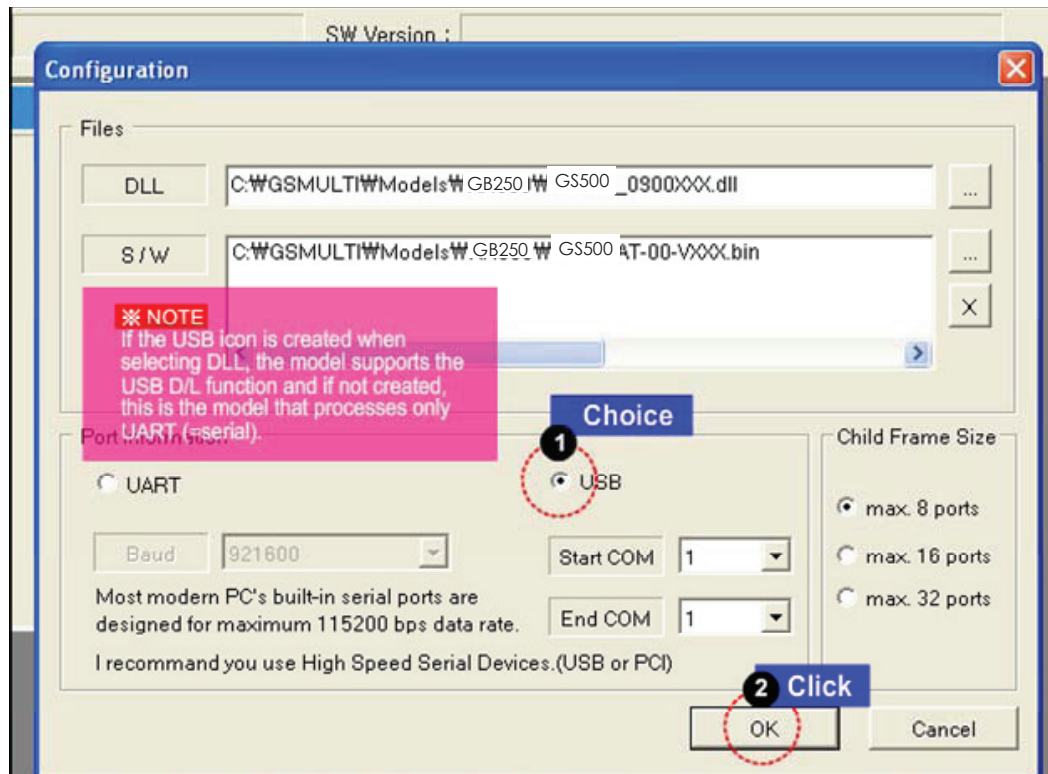 SW Version :
Configuration
Files
DLL
C:₩GSMULTI₩Models₩ GB250 ₩ GS500 _0900XXX.dll
...
S/W
C:₩GSMULTI₩Models₩ GB250 ₩ GS500 AT-00-VXXX.bin
...
X
※ NOTE
If the USB icon is created when
selecting DLL, the model supports the
USB D/L function and if not created,
this is the model that processes only
UART (=serial).
Choice
1
Port Information
UART
USB
Baud
921600
Start COM
1
Most modern PC's built-in serial ports are
designed for maximum 115200 bps data rate.
End COM
1
I recommand you use High Speed Serial Devices.(USB or PCI)
Child Frame Size
max. 8 ports
max. 16 ports
max. 32 ports
2
Click
OK
Cancel